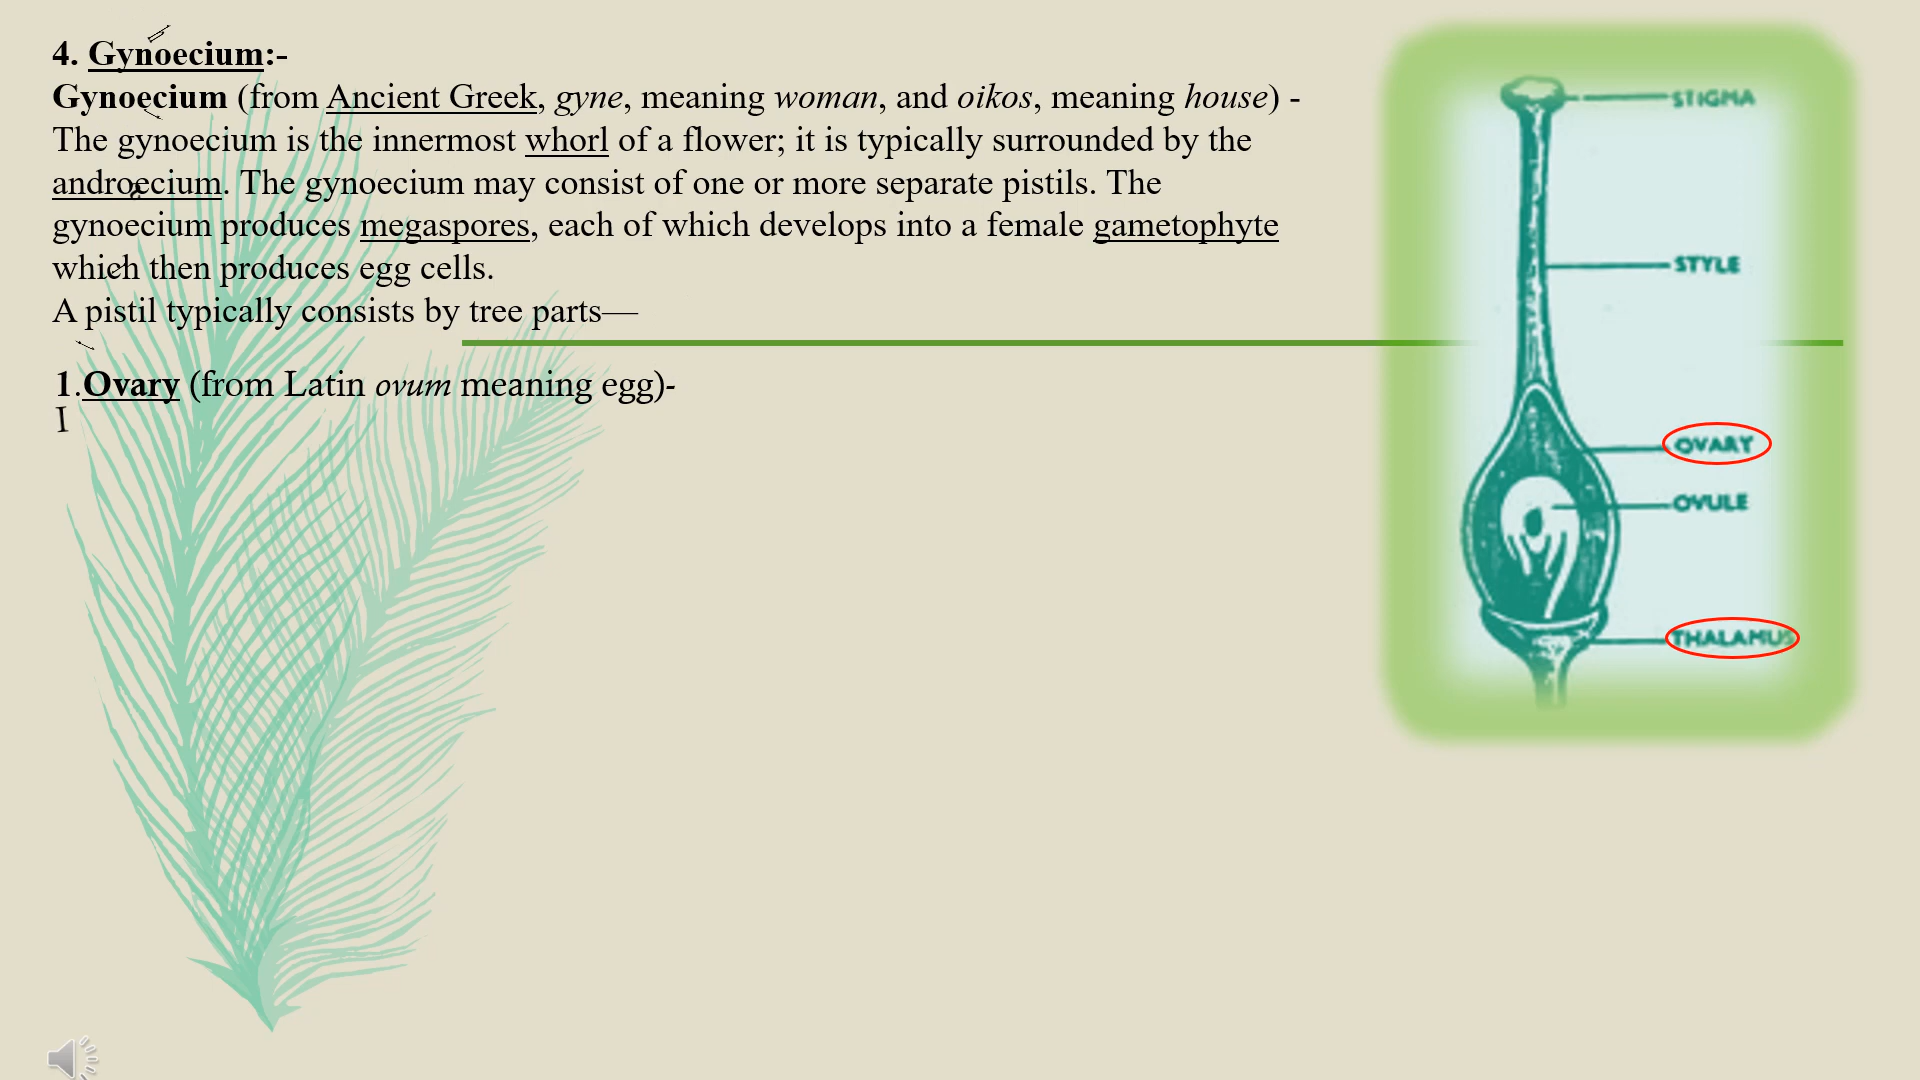 4. Gynoecium:-
Gynoecium (from Ancient Greek, gyne, meaning woman, and oikos, meaning house) -
The gynoecium is the innermost whorl of a flower; it is typically surrounded by the
androecium. The gynoecium may consist of one or more separate pistils. The
gynoecium produces megaspores, each of which develops into a female gametophyte
which then produces egg cells.
A pistil typically consists by tree parts—
1.Ovary (from Latin ovum meaning egg)-
I
STIGMA
STYLE
OVARY
OVULE
THALAMUS